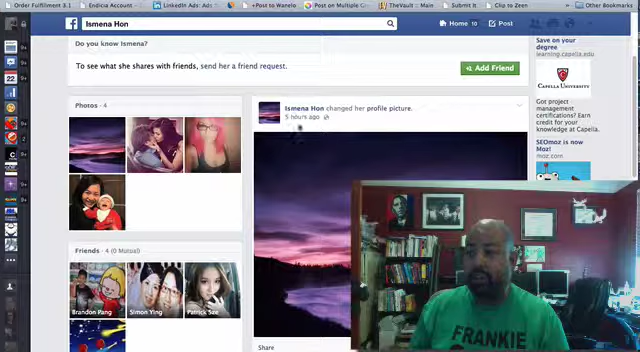 Order Fulfillment 3.1
Endicia Account
LinkedIn Ads: Ads
+Post to Wanelo
Post on Multiple Gr
TheVault :: Main
Submit It
Clip to Zeen
Other Bookmarks
Ismena Hon
Home 10
Post
Do you know Ismena?
To see what she shares with friends, send her a friend request.
Add Friend
Photos · 4
Ismena Hon changed her profile picture.
5 hours ago
Friends · 4 (0 Mutual)
Brandon Pang
Simon Ying
Patrick Sze
Share
Save on your
degree
learning.capella.edu
CAPELLA UNIVERSITY
Got project
management
certifications? Earn
credit for your
knowledge at Capella.
SEOmoz is now
Moz!
moz.com
FRANKIE